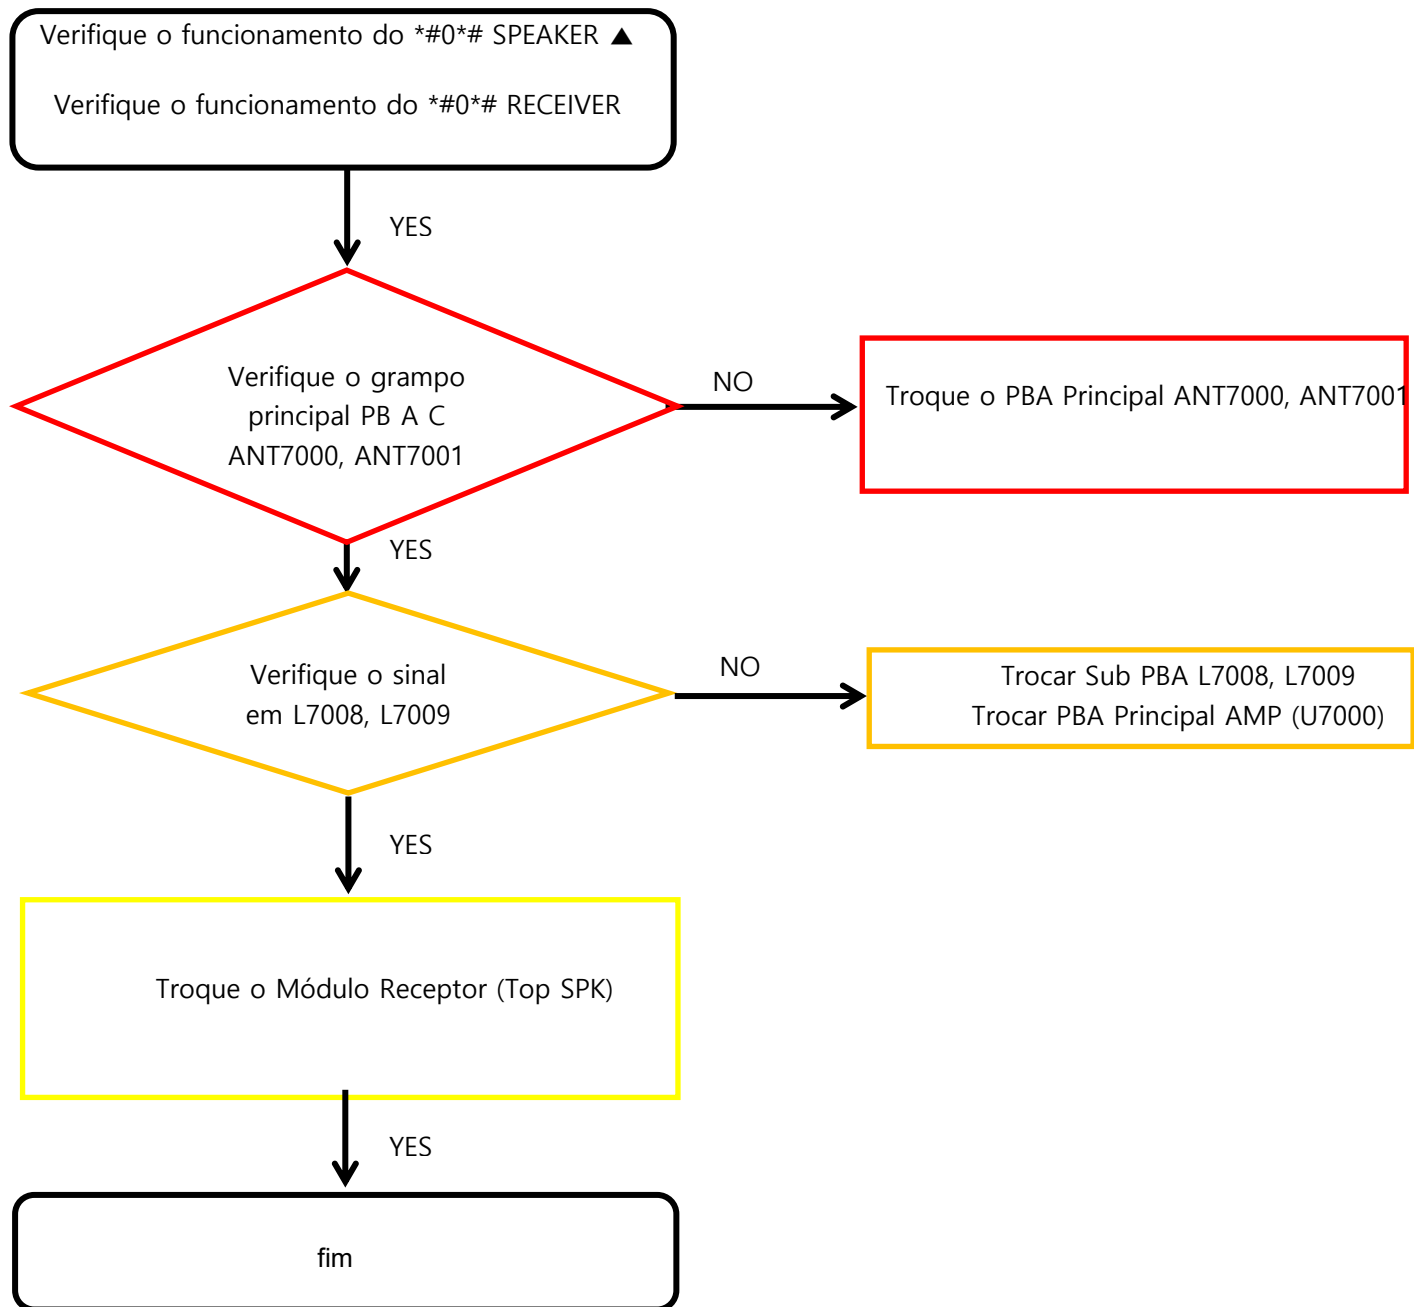 Verifique o funcionamento do *#0*# SPEAKER ▲
Verifique o funcionamento do *#0*# RECEIVER
YES
Verifique o grampo
principal PB A C
ANT7000, ANT7001
NO
Troque o PBA Principal ANT7000, ANT7001
YES
Verifique o sinal
em L7008, L7009
NO
Trocar Sub PBA L7008, L7009
Trocar PBA Principal AMP (U7000)
YES
Troque o Módulo Receptor (Top SPK)
YES
fim